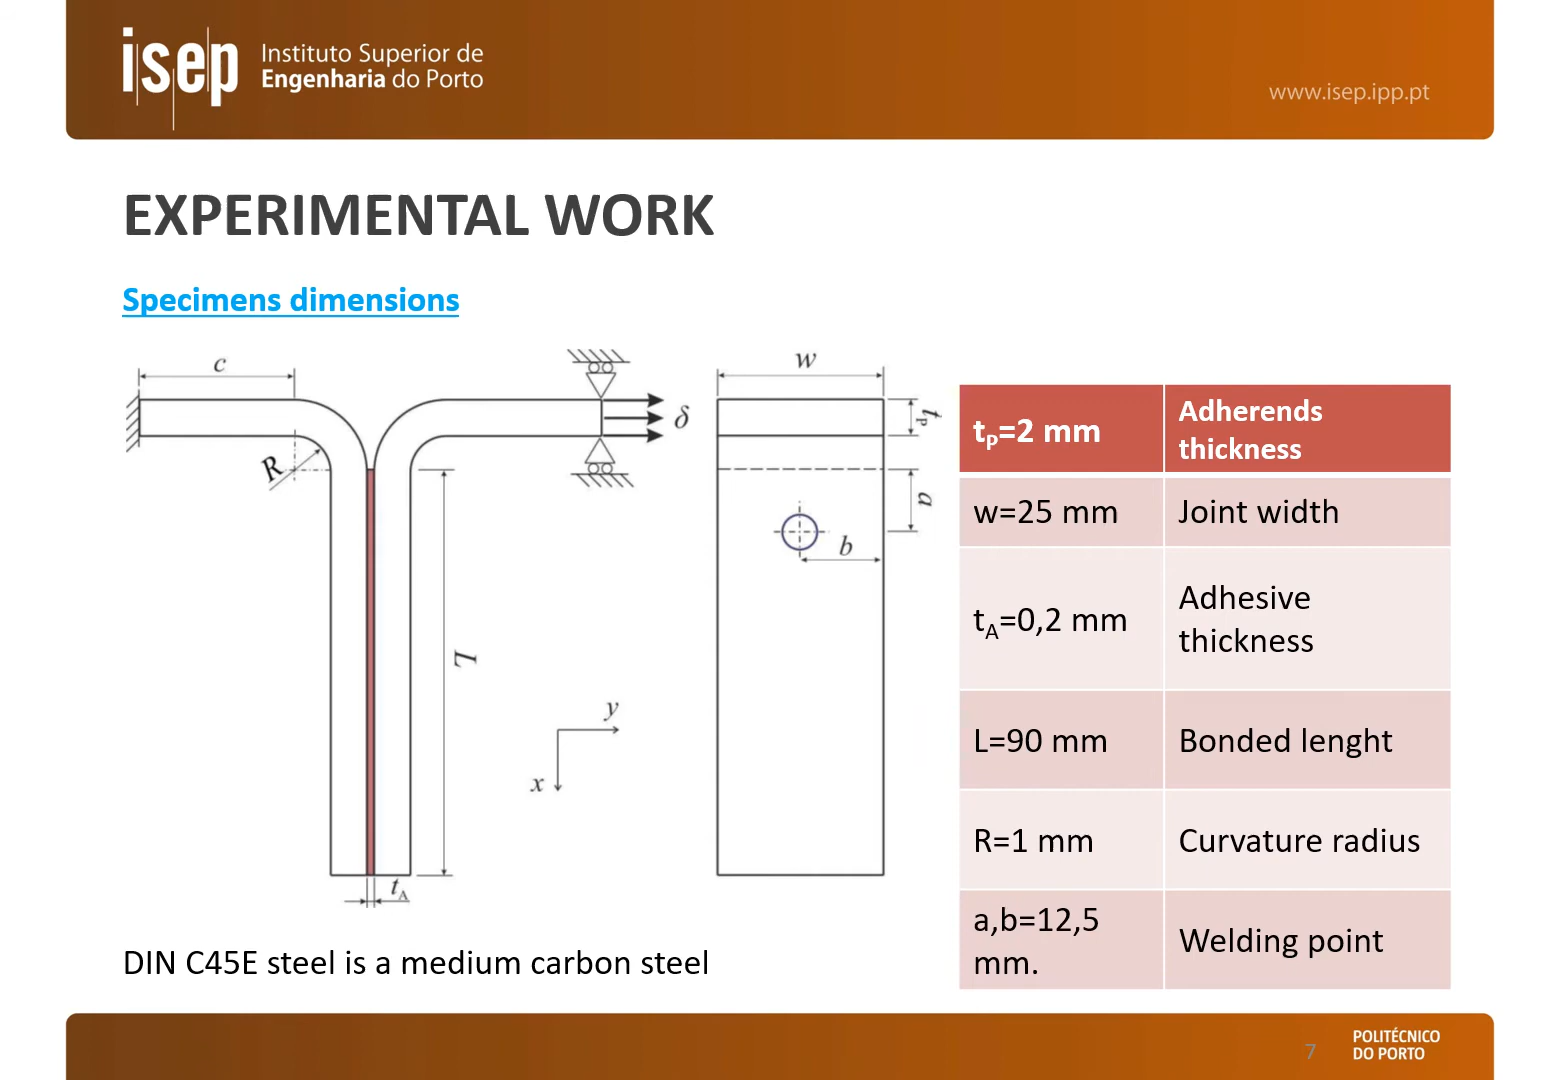 isep Instituto Superior de
Engenharia do Porto
www.isep.ipp.pt
EXPERIMENTAL WORK
Specimens dimensions
c
δ
R
L
y
x
tA
w
tP
a
b
tP=2 mm
Adherends
thickness
w=25 mm
Joint width
tA=0,2 mm
Adhesive
thickness
L=90 mm
Bonded lenght
R=1 mm
Curvature radius
a,b=12,5
mm.
Welding point
DIN C45E steel is a medium carbon steel
7
POLITÉCNICO
DO PORTO